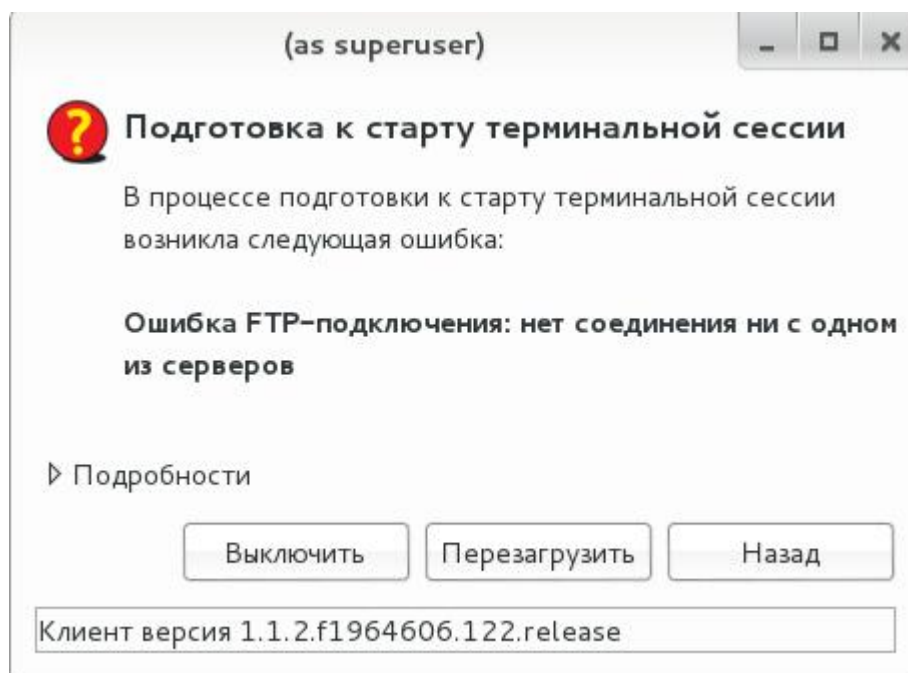 (as superuser)
Подготовка к старту терминальной сессии
В процессе подготовки к старту терминальной сессии
возникла следующая ошибка:
Ошибка FTP-подключения: нет соединения ни с одном
из серверов
Подробности
Выключить
Перезагрузить
Назад
Клиент версия 1.1.2.f1964606.122.release